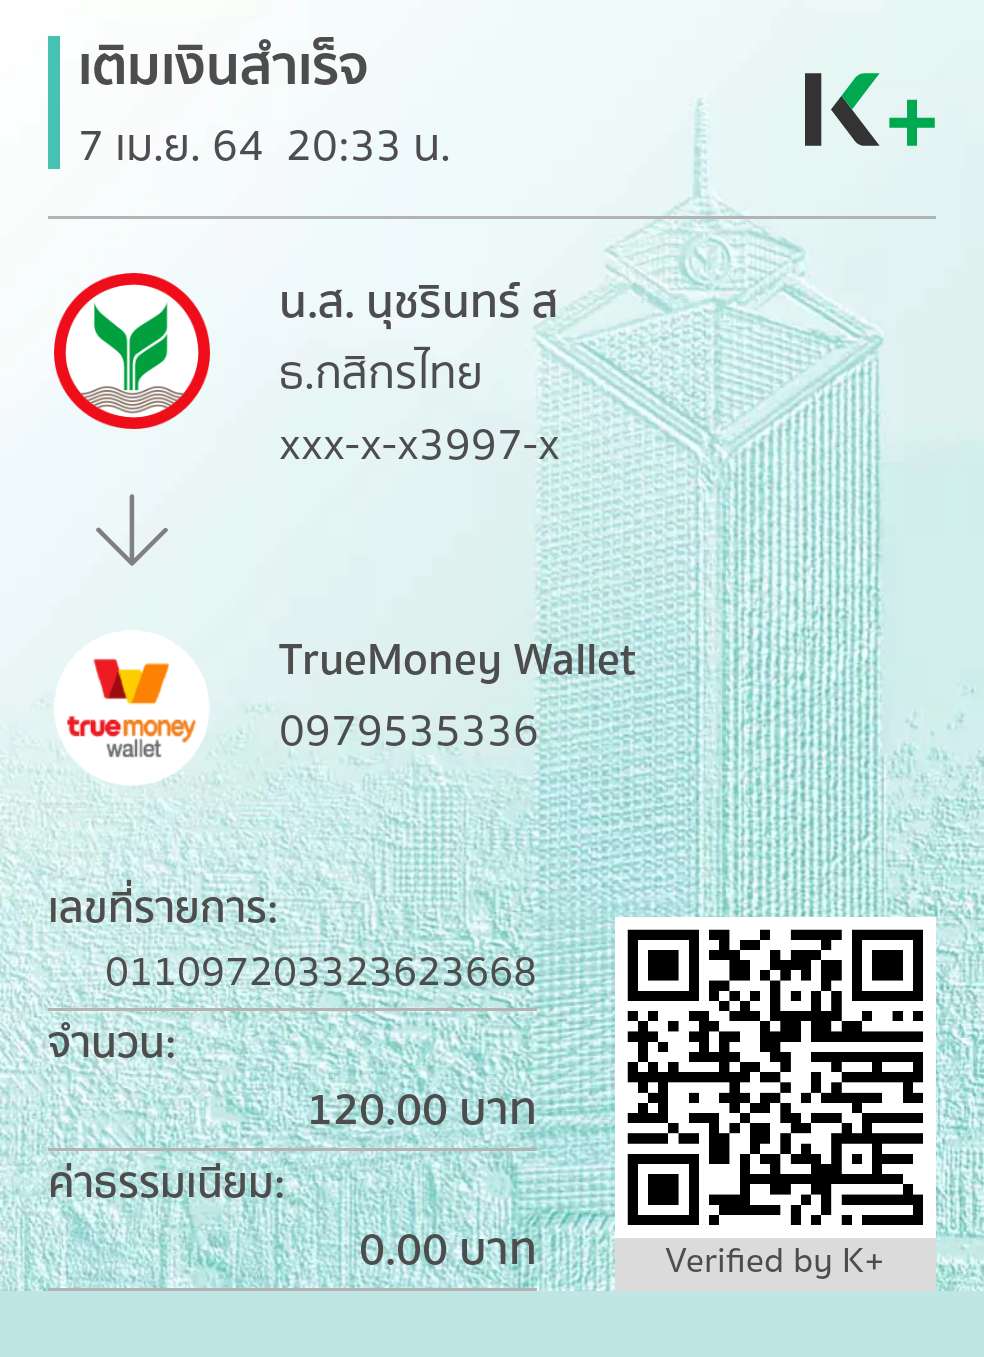 เติมเงินสำเร็จ
7 เม.ย. 64  20:33 น.
K+
น.ส. นุชรินทร์ ส
ธ.กสิกรไทย
xxx-x-x3997-x
TrueMoney Wallet
0979535336
truemoney
wallet
เลขที่รายการ:
011097203323623668
จำนวน:
120.00 บาท
ค่าธรรมเนียม:
0.00 บาท
Verified by K+